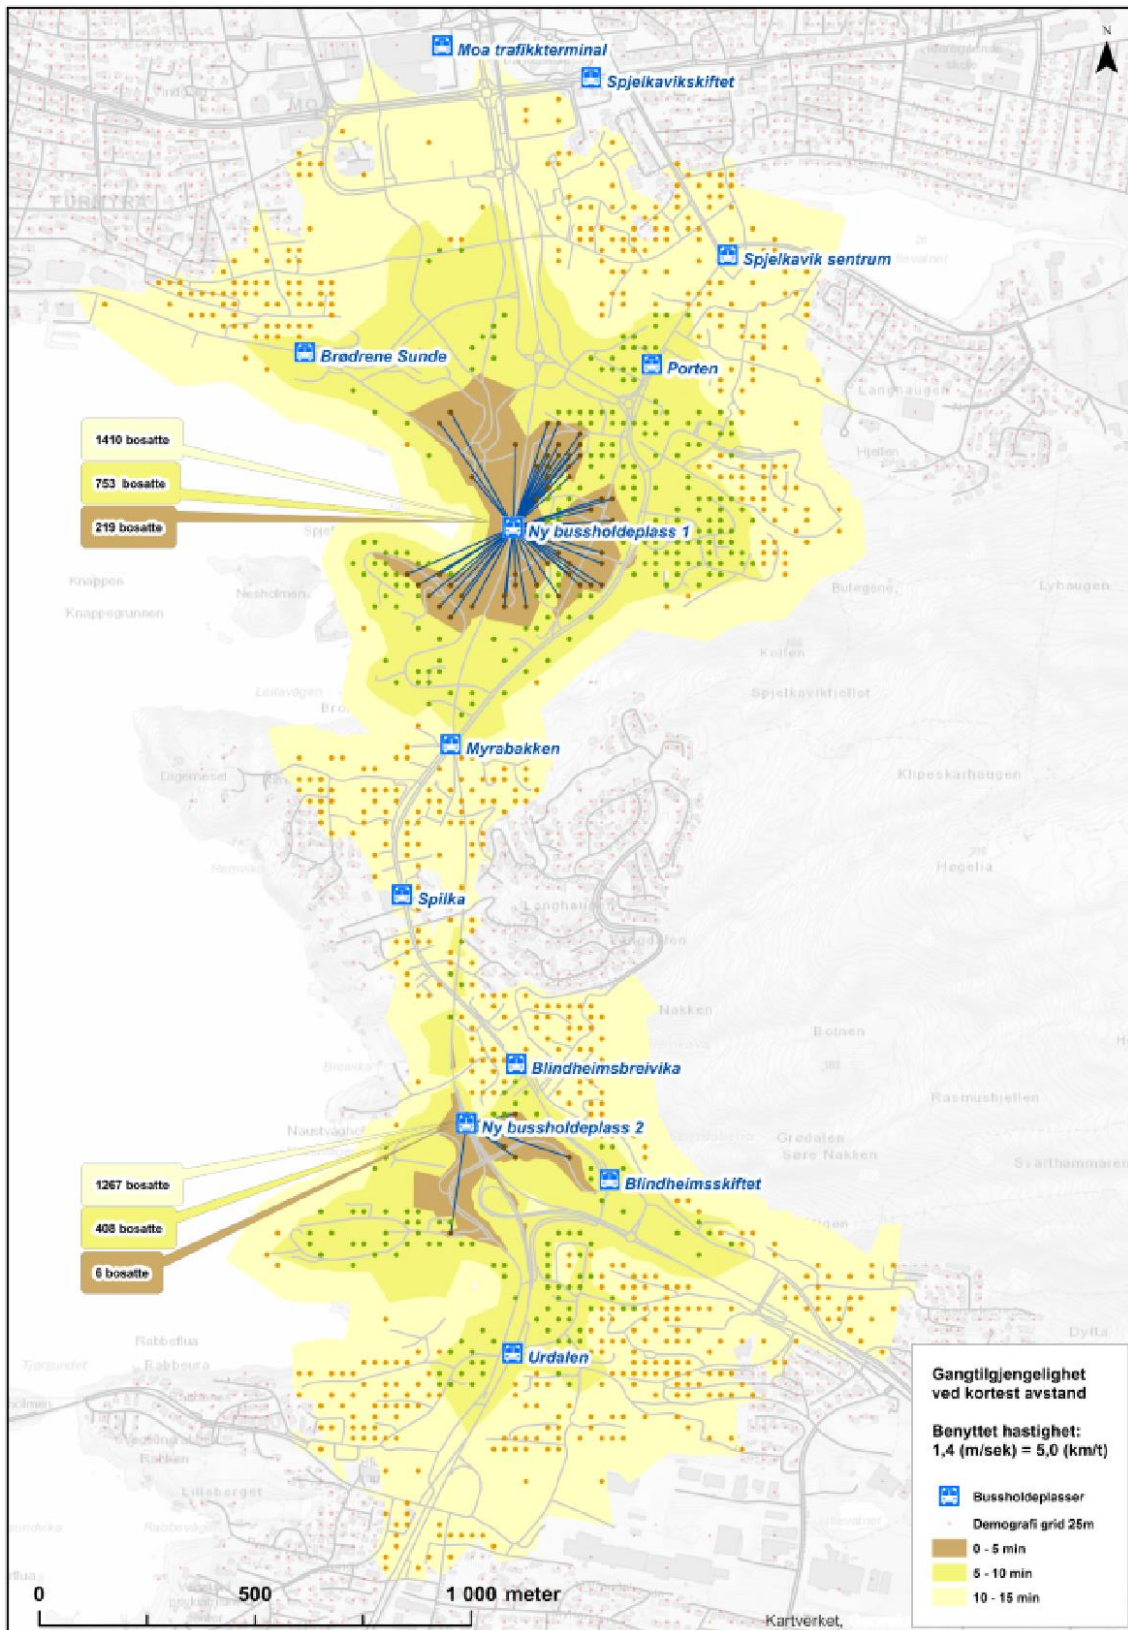 N
Moa trafikkterminal
Spjelkavikskiftet
Spjelkavik sentrum
Brødrene Sunde
Porten
Langhaugen
Hjellen
1410 bosatte
753 bosatte
219 bosatte
Ny bussholdeplass 1
Knappen
Nesholmen
Knappegrunnen
Lyhaugen
Kollen
Leitevågen
Spjelkavikfjellet
Myrabakken
Digerneset
Klipeskarhaugen
Høgelia
Spilka
Nakken
Botnen
Blindheimsbreivika
Rasmushjellen
Ny bussholdeplass 2
Grødalen
Søre Nakken
Svarthammaren
1267 bosatte
408 bosatte
6 bosatte
Blindheimsskiftet
Rabbeflua
Rabbeura
Urdalen
Lilleberget
Gangtilgjengelighet
ved kortest avstand
Benyttet hastighet:
1,4 (m/sek) = 5,0 (km/t)
Bussholdeplasser
Demografi grid 25m
0 - 5 min
5 - 10 min
10 - 15 min
0 500 1 000 meter
Kartverket,